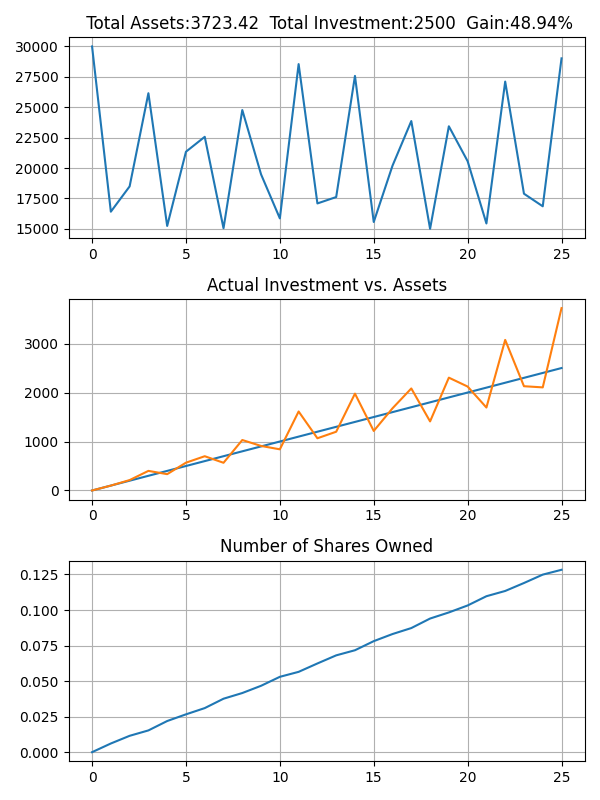 Total Assets:3723.42  Total Investment:2500  Gain:48.94%
30000
27500
25000
22500
20000
17500
15000
0 5 10 15 20 25
Actual Investment vs. Assets
3000
2000
1000
0
0 5 10 15 20 25
Number of Shares Owned
0.125
0.100
0.075
0.050
0.025
0.000
0 5 10 15 20 25